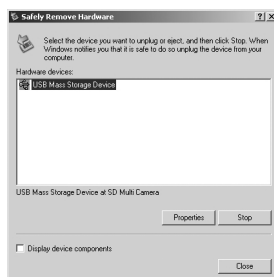 Safely Remove Hardware
Select the device you want to unplug or eject, and then click Stop. When
Windows notifies you that it is safe to do so unplug the device from your
computer.
Hardware devices:
USB Mass Storage Device
USB Mass Storage Device at SD Multi Camera
Properties
Stop
Display device components
Close